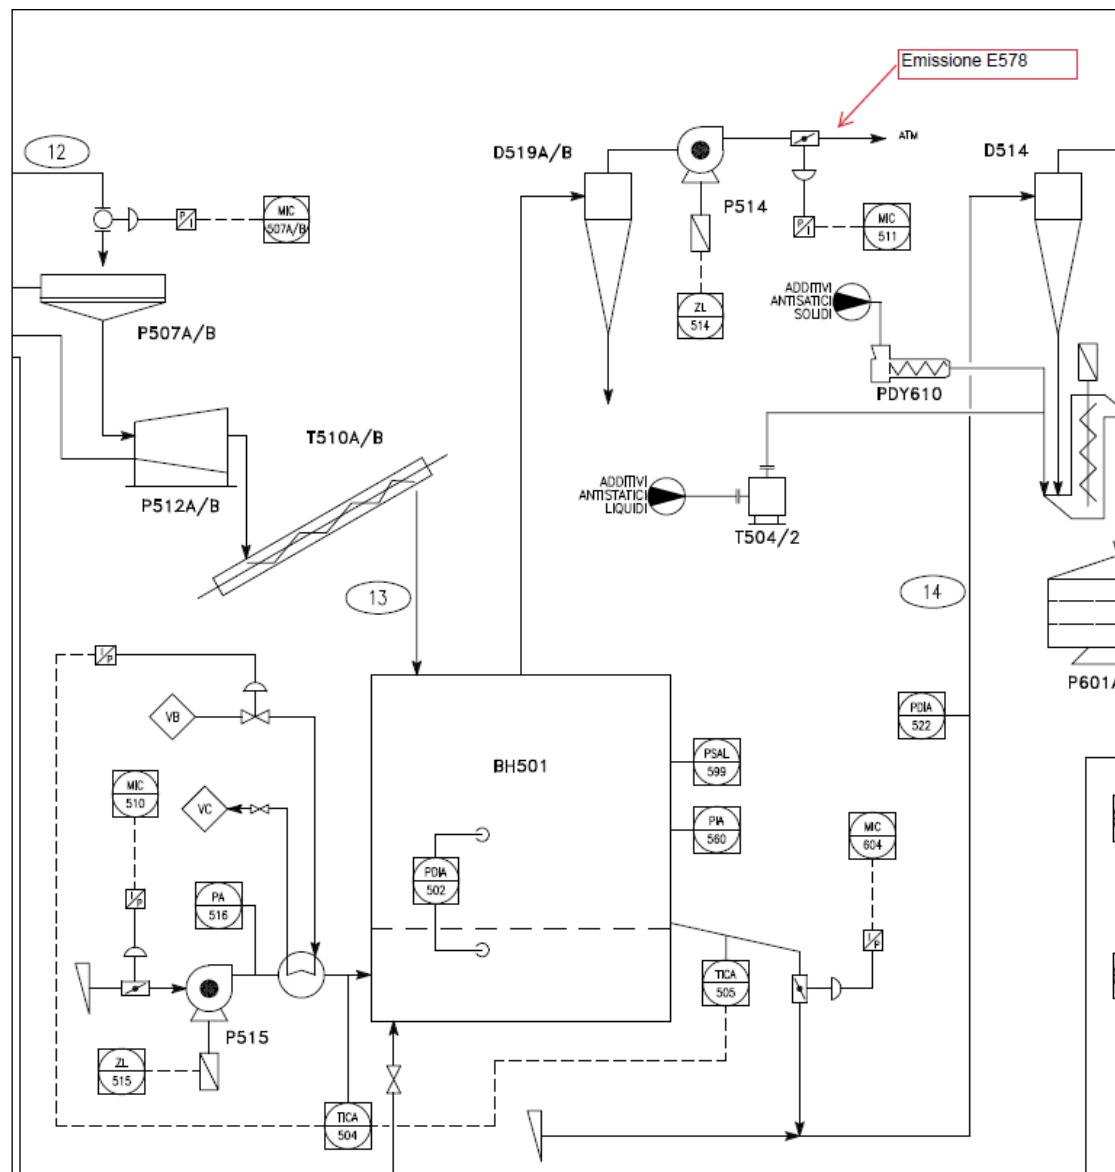 Emissione E578
12
D519A/B
ATM
D514
P514
MIC
507A/B
P/I
P/I
MIC
511
ADDITIVI
ANTISATICI
SOLIDI
ZL
514
P507A/B
PDY610
T510A/B
ADDITIVI
ANTISTATICI
LIQUIDI
P512A/B
T504/2
13
14
I/P
P601A
VB
PDIA
522
BH501
PSAL
599
MIC
510
VC
PIA
560
MIC
604
PDIA
502
I/P
PA
516
I/P
TICA
505
P515
ZL
515
TICA
504